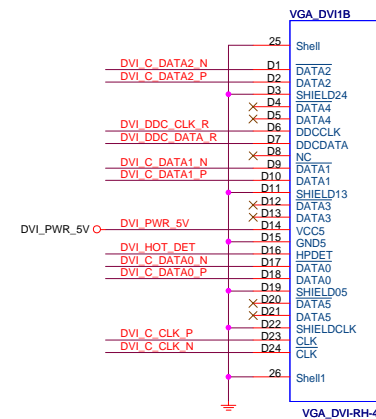 VGA_DVI1B
25 Shell
DVI_C_DATA2_N D1 DATA2
DVI_C_DATA2_P D2 DATA2
D3 SHIELD24
D4 DATA4
D5 DATA4
DVI_DDC_CLK_R D6 DDCCLK
DVI_DDC_DATA_R D7 DDCDATA
D8 NC
DVI_C_DATA1_N D9 DATA1
DVI_C_DATA1_P D10 DATA1
D11 SHIELD13
D12 DATA3
D13 DATA3
DVI_PWR_5V DVI_PWR_5V D14 VCC5
D15 GND5
DVI_HOT_DET D16 HPDET
DVI_C_DATA0_N D17 DATA0
DVI_C_DATA0_P D18 DATA0
D19 SHIELD05
D20 DATA5
D21 DATA5
D22 SHIELDCLK
DVI_C_CLK_P D23 CLK
DVI_C_CLK_N D24 CLK
26 Shell1
VGA_DVI-RH-4